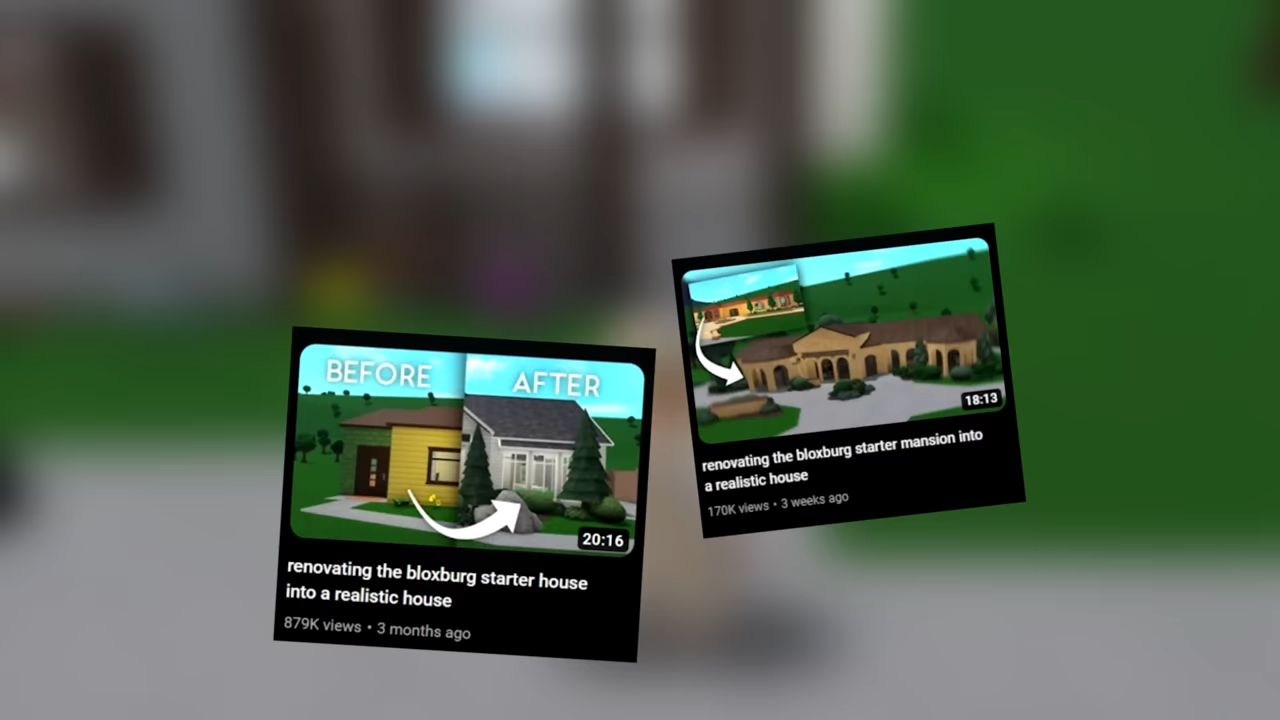 BEFORE
AFTER
20:16
renovating the bloxburg starter house
into a realistic house
879K views • 3 months ago
18:13
renovating the bloxburg starter mansion into
a realistic house
170K views • 3 weeks ago